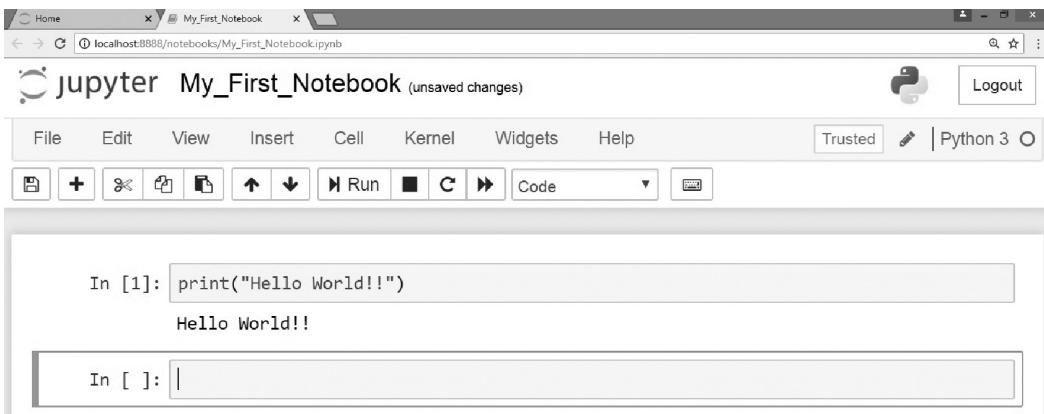 Home My_First_Notebook
localhost:8888/notebooks/My_First_Notebook.ipynb
jupyter My_First_Notebook (unsaved changes) Logout
File Edit View Insert Cell Kernel Widgets Help Trusted Python 3
Run Code
In [1]: print("Hello World!!")
Hello World!!
In [ ]: